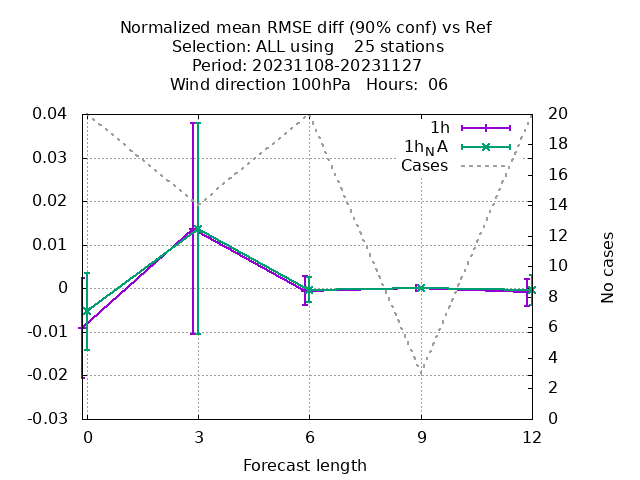 Normalized mean RMSE diff (90% conf) vs Ref
Selection: ALL using    25 stations
Period: 20231108-20231127
Wind direction 100hPa   Hours:  06
0.04
0.03
0.02
0.01
0
-0.01
-0.02
-0.03
20
18
16
14
12
10
8
6
4
2
0
1h
1hNA
Cases
No cases
0
3
6
9
12
Forecast length